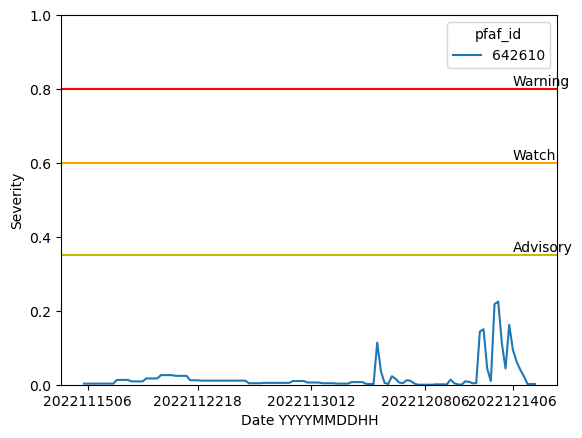 pfaf_id
642610
1.0
0.8
0.6
0.4
0.2
0.0
Severity
Warning
Watch
Advisory
2022111506
2022112218
2022113012
2022120806
2022121406
Date YYYYMMDDHH